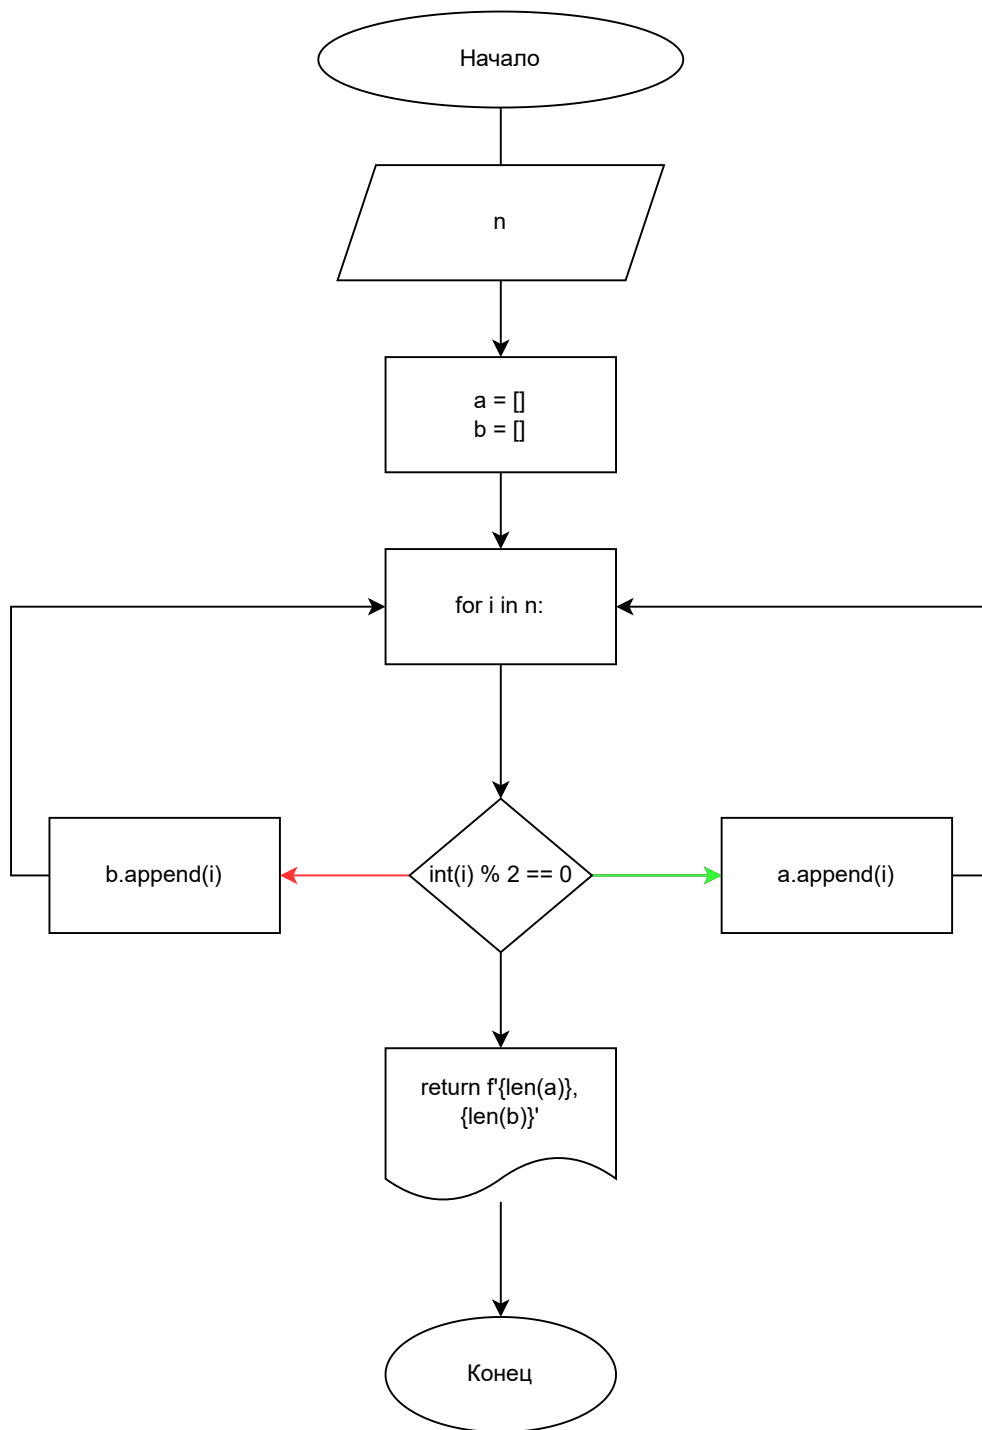 Начало
n
a = []
b = []
for i in n:
b.append(i)
int(i) % 2 == 0
a.append(i)
return f'{len(a)},
{len(b)}'
Конец